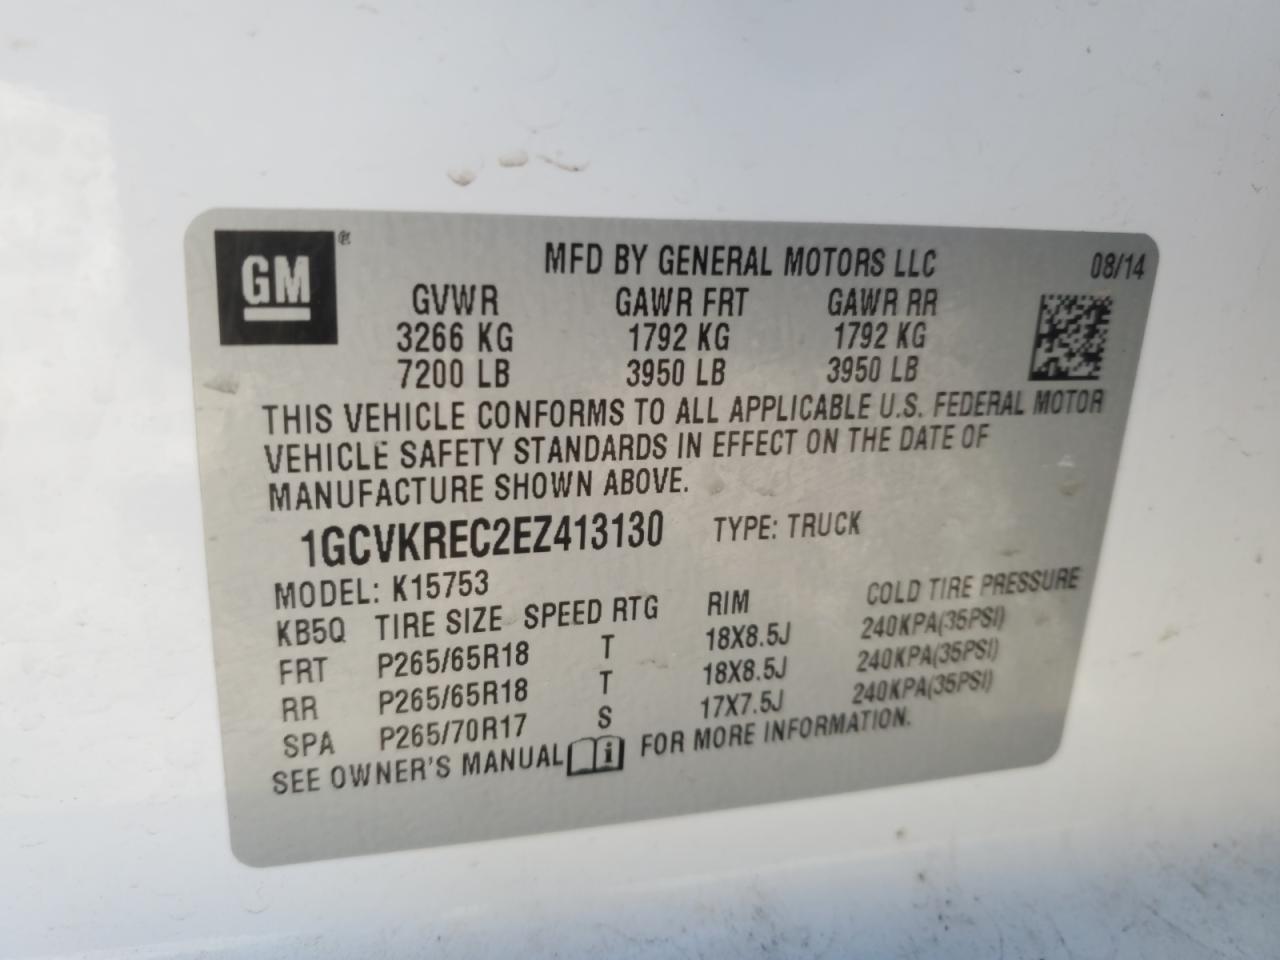 GM ®
MFD BY GENERAL MOTORS LLC 08/14
GVWR GAWR FRT GAWR RR
3266 KG 1792 KG 1792 KG
7200 LB 3950 LB 3950 LB
THIS VEHICLE CONFORMS TO ALL APPLICABLE U.S. FEDERAL MOTOR
VEHICLE SAFETY STANDARDS IN EFFECT ON THE DATE OF
MANUFACTURE SHOWN ABOVE.
1GCVKREC2EZ413130 TYPE: TRUCK
MODEL: K15753
KB5Q TIRE SIZE SPEED RTG RIM COLD TIRE PRESSURE
FRT P265/65R18 T 18X8.5J 240KPA(35PSI)
RR P265/65R18 T 18X8.5J 240KPA(35PSI)
SPA P265/70R17 S 17X7.5J 240KPA(35PSI)
SEE OWNER'S MANUAL i FOR MORE INFORMATION.